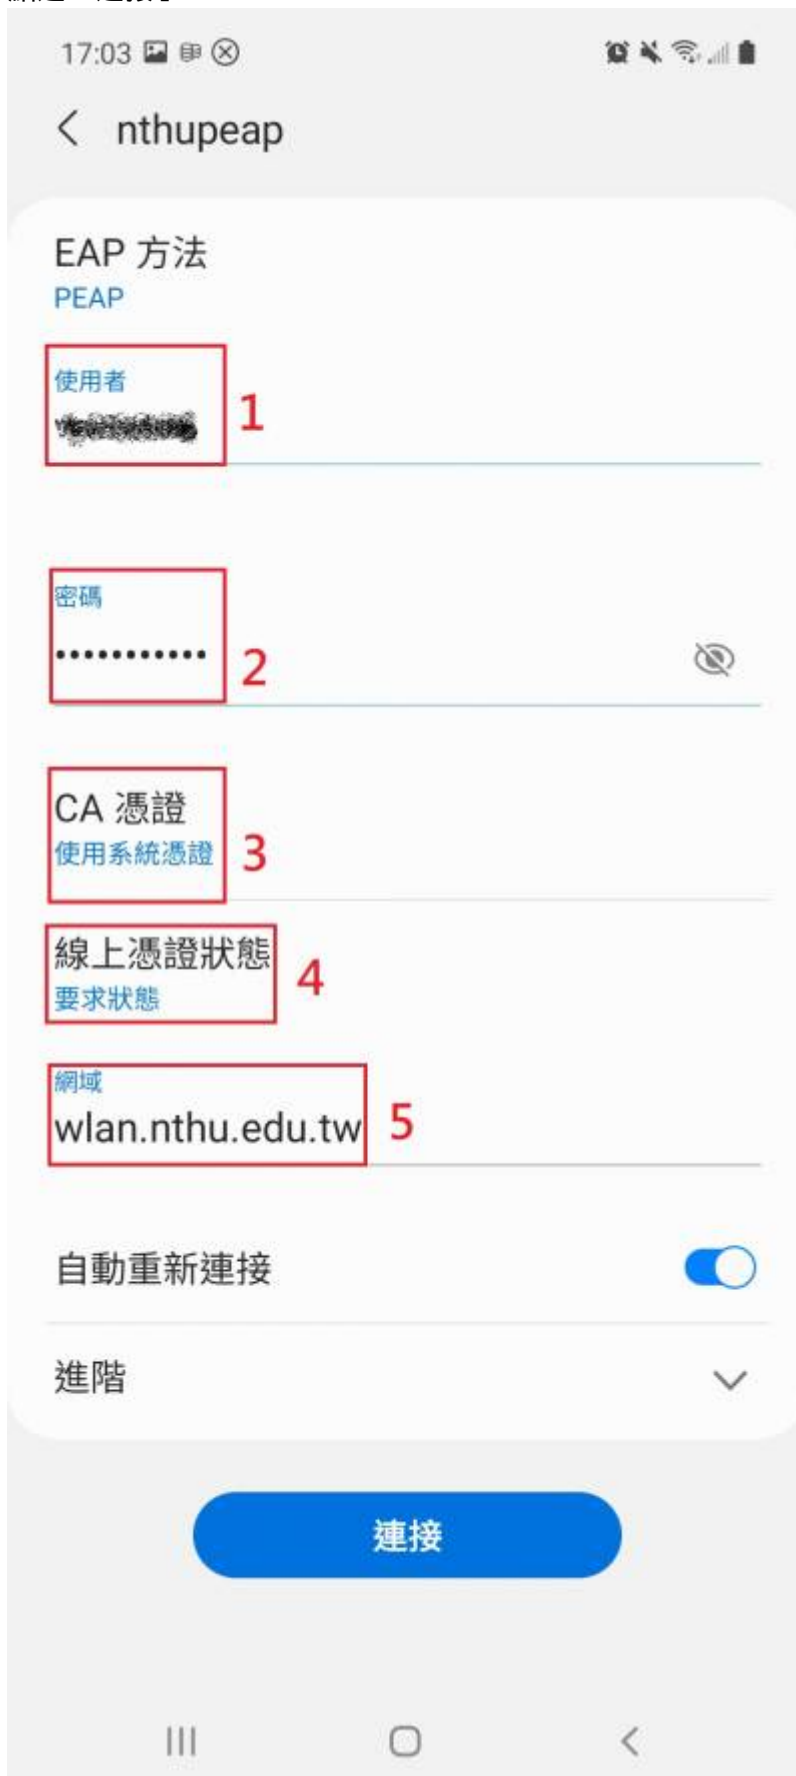 17:03
nthupeap
EAP 方法
PEAP
使用者
1
密碼
•••••••••••
2
CA 憑證
使用系統憑證
3
線上憑證狀態
要求狀態
4
網域
wlan.nthu.edu.tw
5
自動重新連接
進階
連接